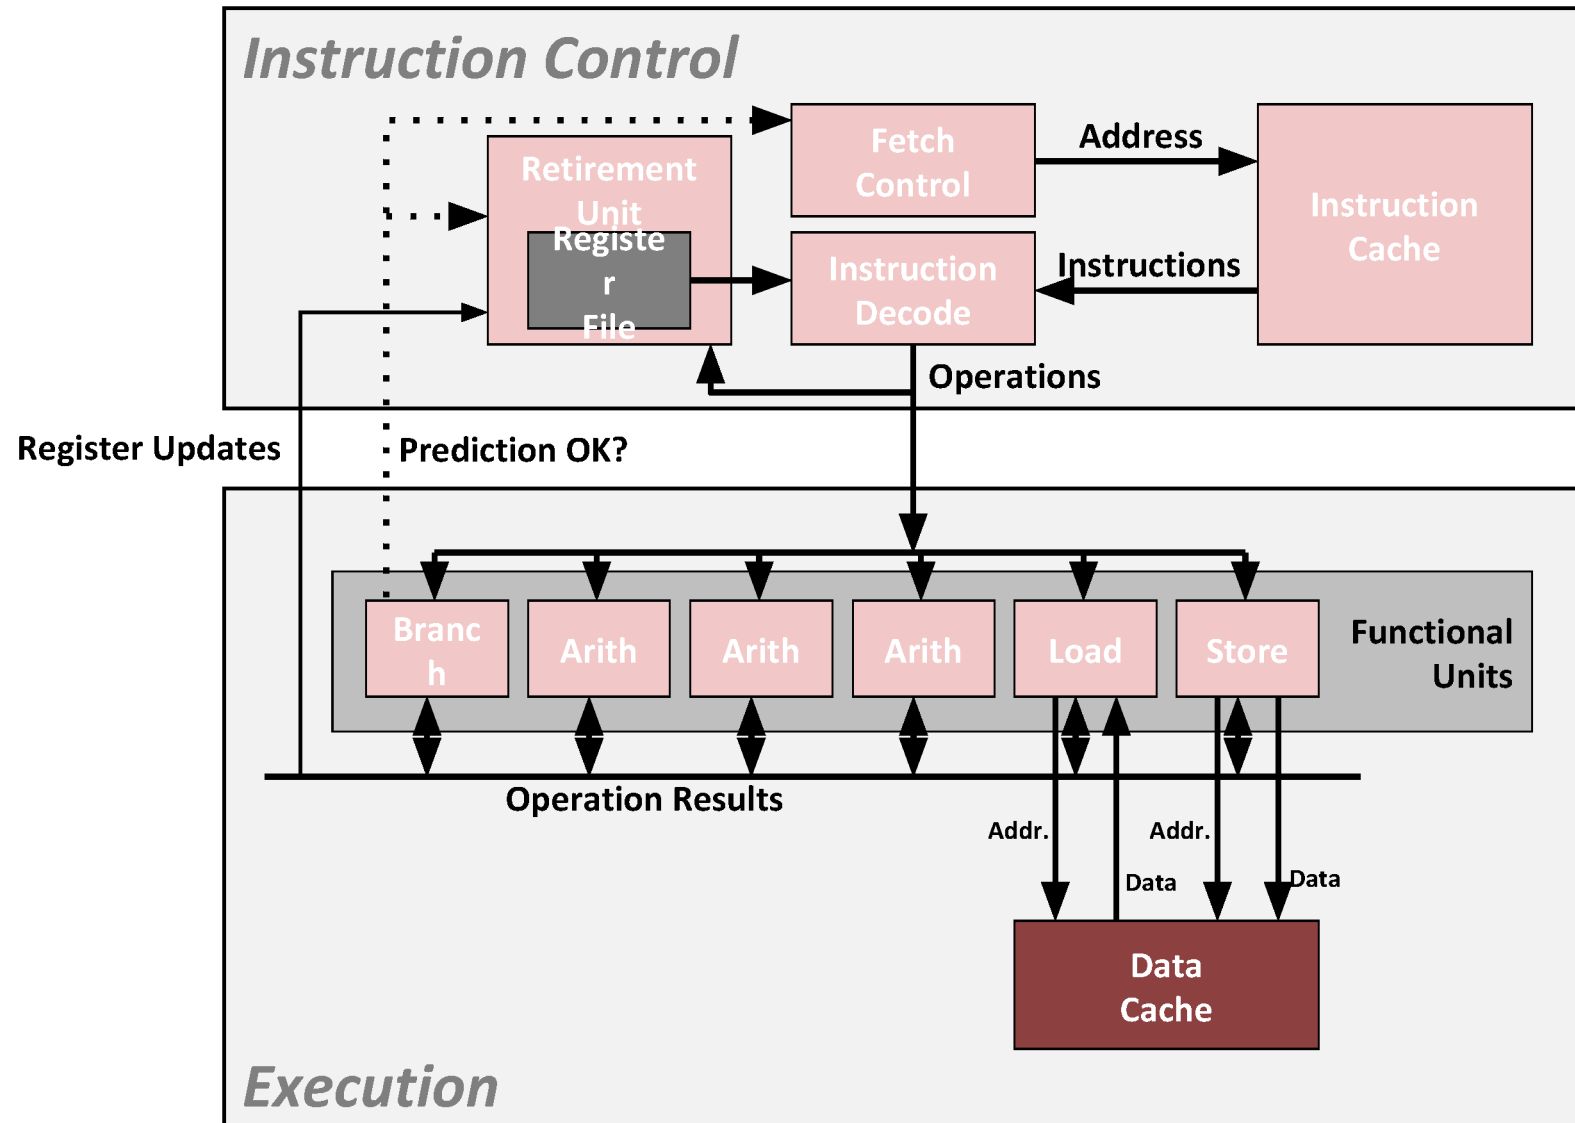 Instruction Control
Retirement
Unit
Registe
r
File
Fetch
Control
Address
Instruction
Cache
Instruction
Decode
Instructions
Operations
Register Updates
Prediction OK?
Branc
h
Arith
Arith
Arith
Load
Store
Functional
Units
Operation Results
Addr.
Addr.
Data
Data
Data
Cache
Execution